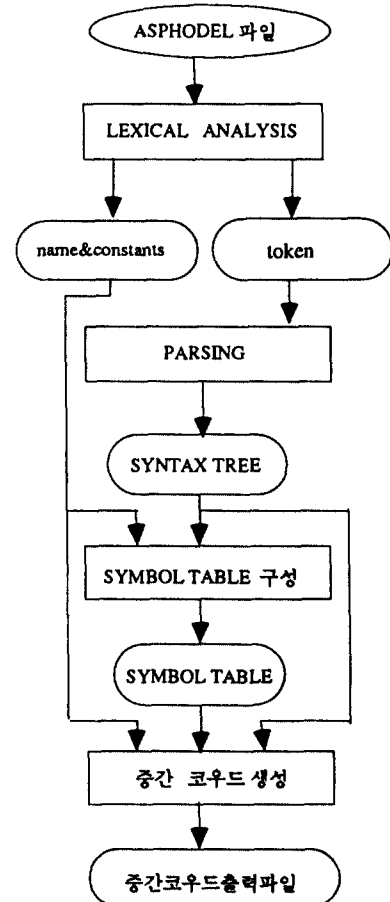 ASPHODEL 파일
LEXICAL ANALYSIS
name&constants
token
PARSING
SYNTAX TREE
SYMBOL TABLE 구성
SYMBOL TABLE
중간 코우드 생성
중간코우드출력파일